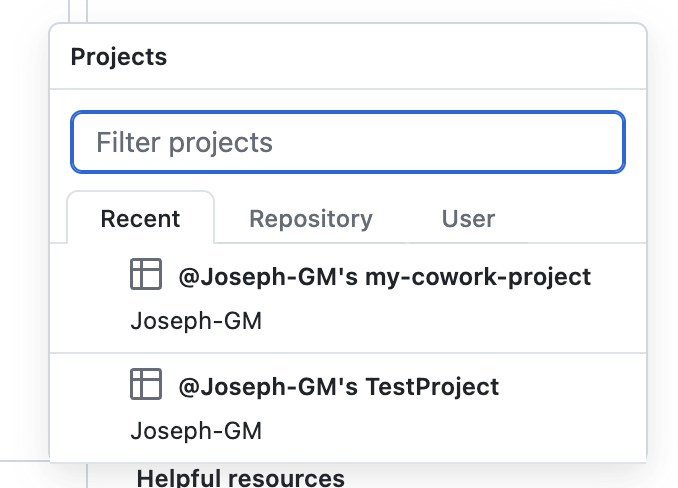 Projects
Filter projects
Recent Repository User
@Joseph-GM's my-cowork-project
Joseph-GM
@Joseph-GM's TestProject
Joseph-GM
Helpful resources